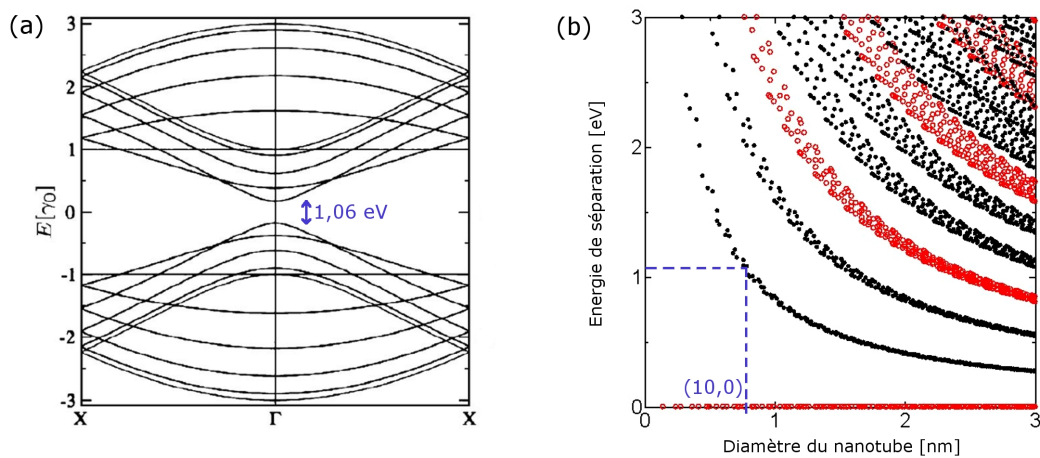 (a)
3
2
1
0
-1
-2
-3
E[γ0]
1,06 eV
X Γ X
(b)
3
2
1
0
Energie de séparation [eV]
(10,0)
0 1 2 3
Diamètre du nanotube [nm]